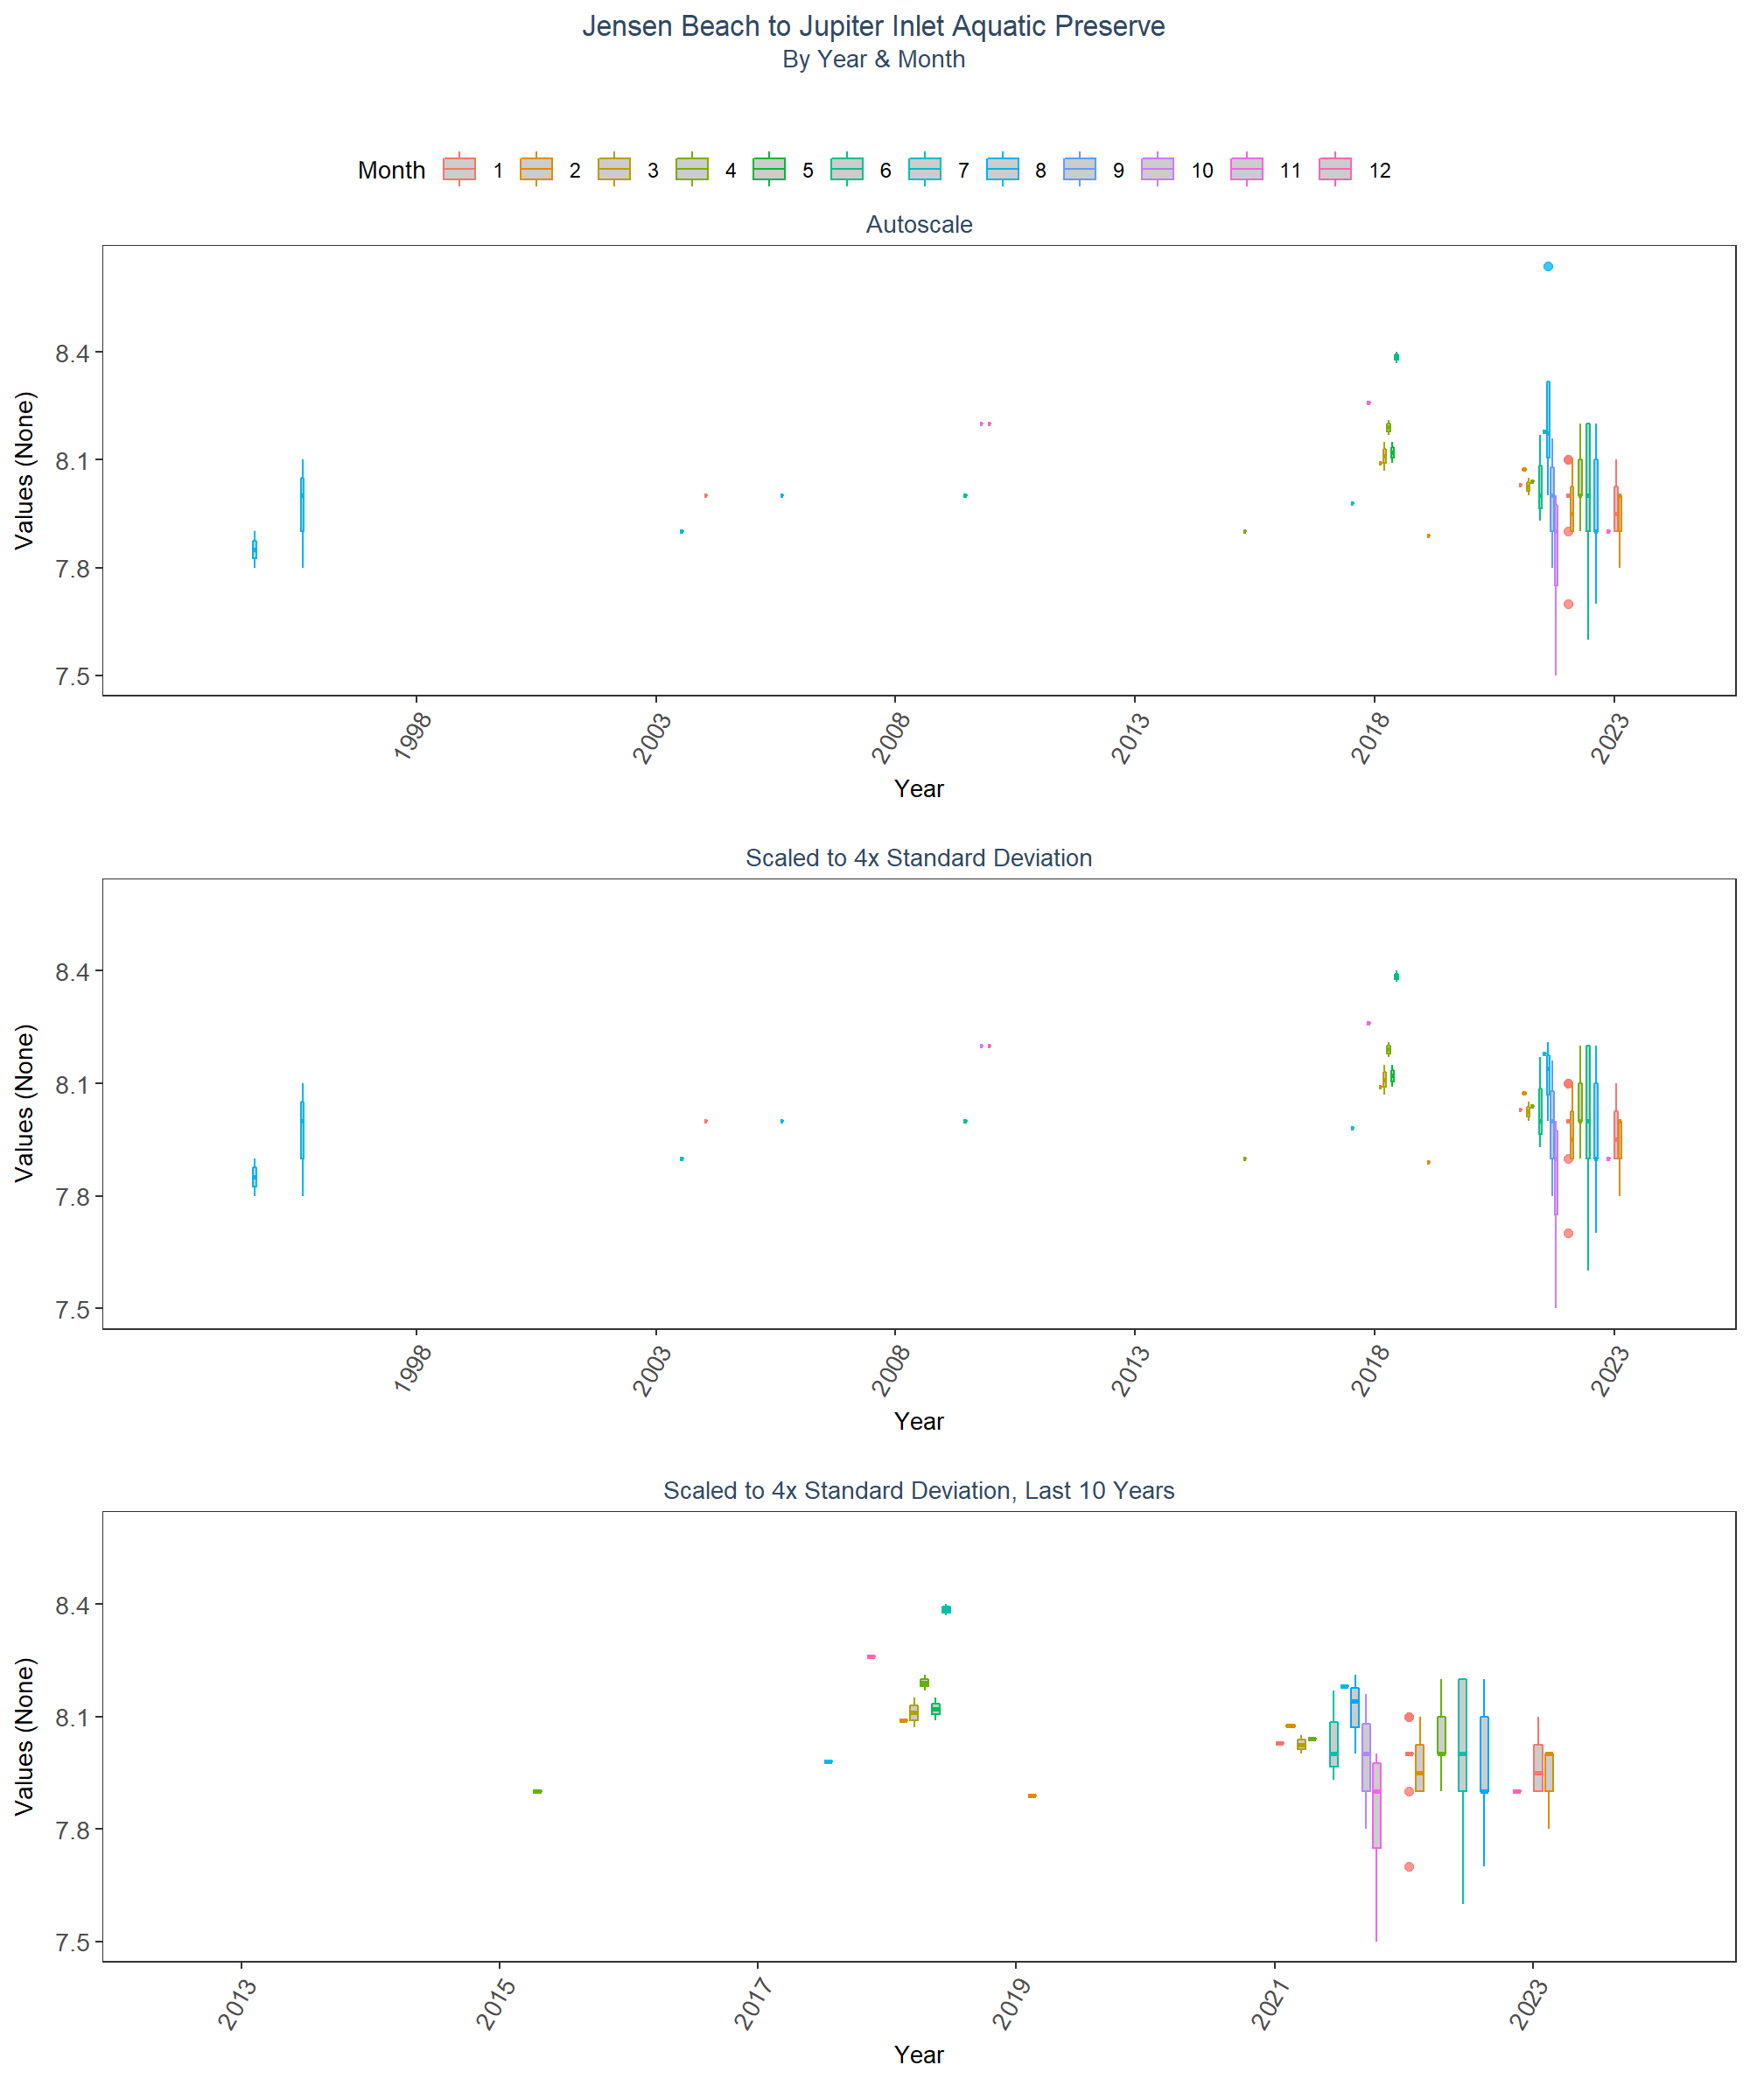 Jensen Beach to Jupiter Inlet Aquatic Preserve
By Year & Month
Month 1 2 3 4 5 6 7 8 9 10 11 12
Autoscale
Values (None)
8.4
8.1
7.8
7.5
1998 2003 2008 2013 2018 2023
Year
Scaled to 4x Standard Deviation
Values (None)
8.4
8.1
7.8
7.5
1998 2003 2008 2013 2018 2023
Year
Scaled to 4x Standard Deviation, Last 10 Years
Values (None)
8.4
8.1
7.8
7.5
2013 2015 2017 2019 2021 2023
Year